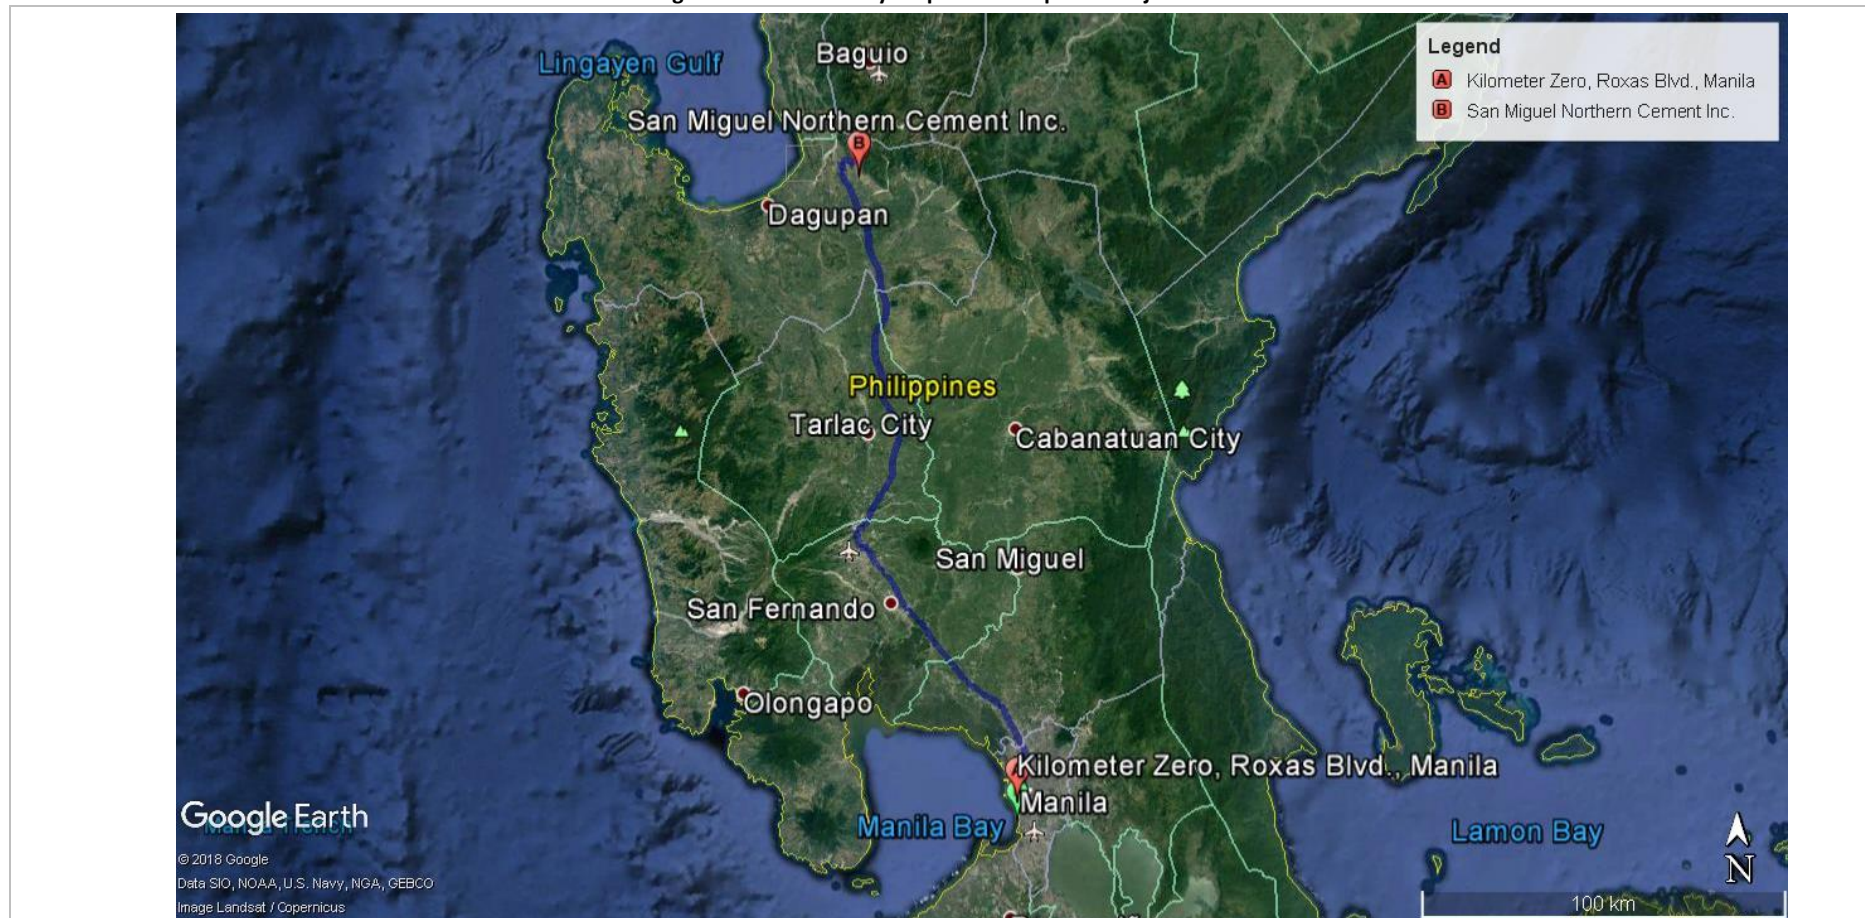 Lingayen Gulf
Baguio
San Miguel Northern Cement Inc.
B
Legend
A Kilometer Zero, Roxas Blvd., Manila
B San Miguel Northern Cement Inc.
Dagupan
Philippines
Tarlac City
Cabanatuan City
San Miguel
San Fernando
Olongapo
Kilometer Zero, Roxas Blvd., Manila
Manila
Manila Bay
Lamon Bay
Google Earth
Manila Trench
© 2018 Google
Data SIO, NOAA, U.S. Navy, NGA, GEBCO
Image Landsat / Copernicus
N
100 km